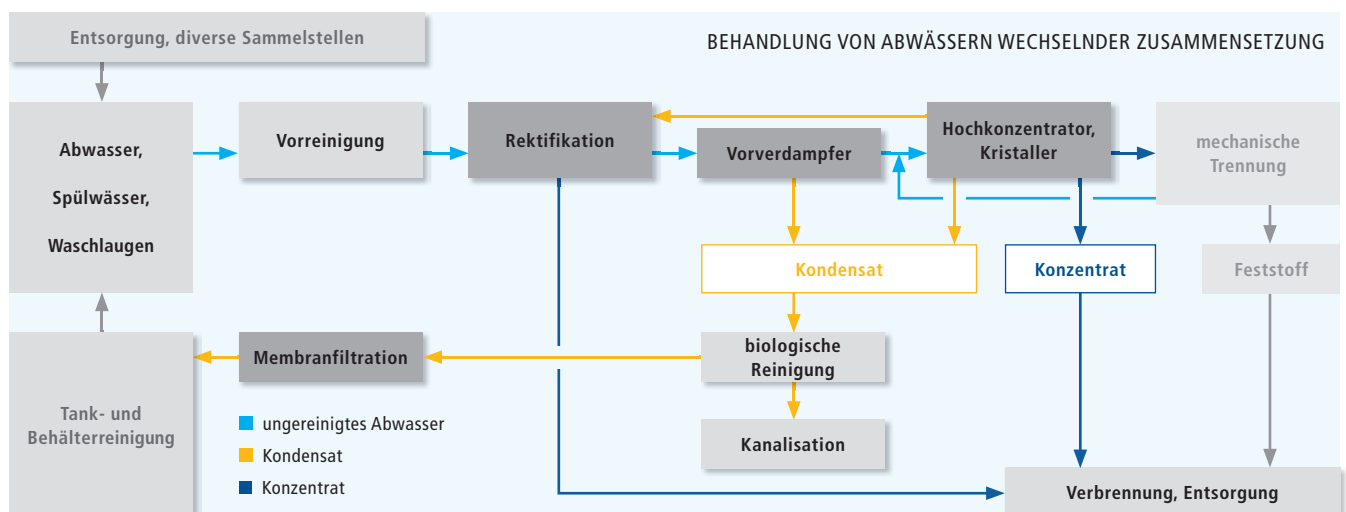 Entsorgung, diverse Sammelstellen
BEHANDLUNG VON ABWÄSSERN WECHSELNDER ZUSAMMENSETZUNG
Abwasser,
Spülwässer,
Waschlaugen
Vorreinigung
Rektifikation
Vorverdampfer
Hochkonzentrator,
Kristaller
mechanische
Trennung
Kondensat
Konzentrat
Feststoff
Tank- und
Behälterreinigung
Membranfiltration
biologische
Reinigung
Kanalisation
ungereinigtes Abwasser
Kondensat
Konzentrat
Verbrennung, Entsorgung